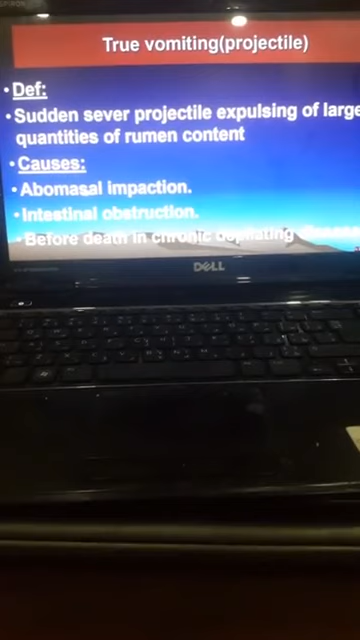 True vomiting(projectile)
• Def:
• Sudden sever projectile expulsing of large
quantities of rumen content
• Causes:
• Abomasal impaction.
• Intestinal obstruction.
• Before death in chronic
DELL